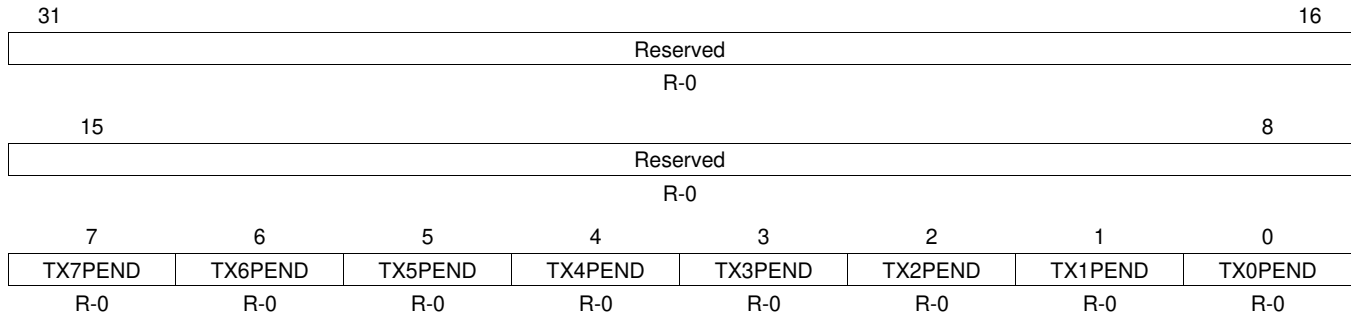 31 16
Reserved
R-0
15 8
Reserved
R-0
7 6 5 4 3 2 1 0
TX7PEND TX6PEND TX5PEND TX4PEND TX3PEND TX2PEND TX1PEND TX0PEND
R-0 R-0 R-0 R-0 R-0 R-0 R-0 R-0